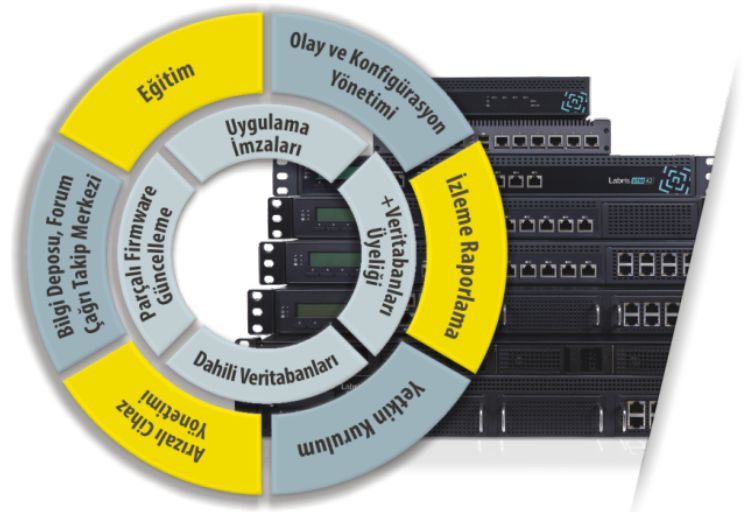 Eğitim
Olay ve Konfigürasyon
Yönetimi
İzleme Raporlama
Yetkin Kurulum
Arızalı Cihaz
Yönetimi
Bilgi Deposu, Forum
Çağrı Takip Merkezi
Uygulama
İmzaları
+Veritabanları
Üyeliği
Dahili Veritabanları
Parçalı Firmware
Güncelleme
Labris